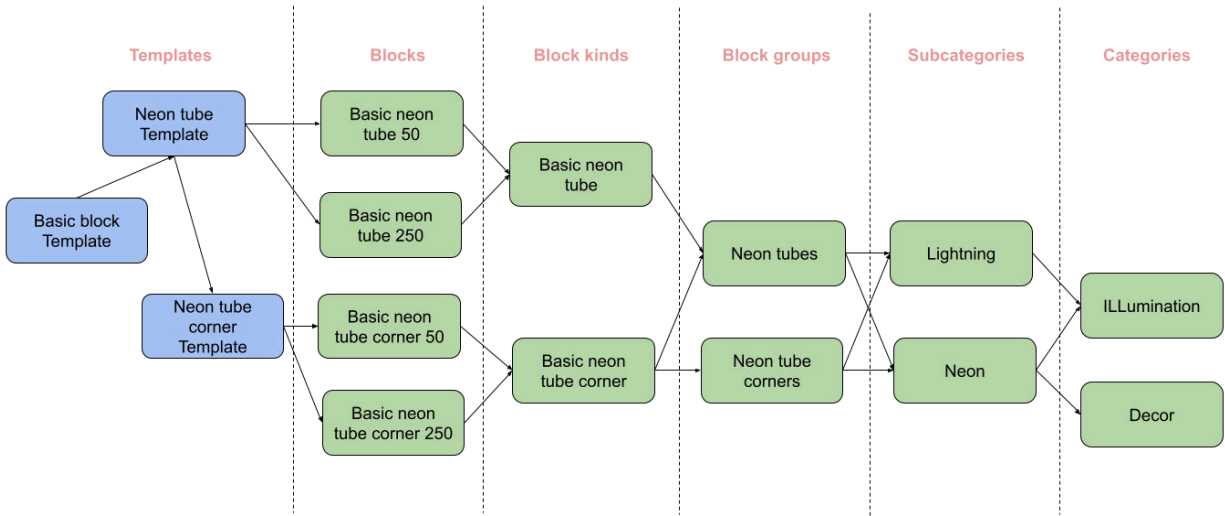 Templates
Blocks
Block kinds
Block groups
Subcategories
Categories
Neon tube
Template
Basic block
Template
Neon tube
corner
Template
Basic neon
tube 50
Basic neon
tube 250
Basic neon
tube corner 50
Basic neon
tube corner 250
Basic neon
tube
Basic neon
tube corner
Neon tubes
Neon tube
corners
Lightning
Neon
ILLumination
Decor